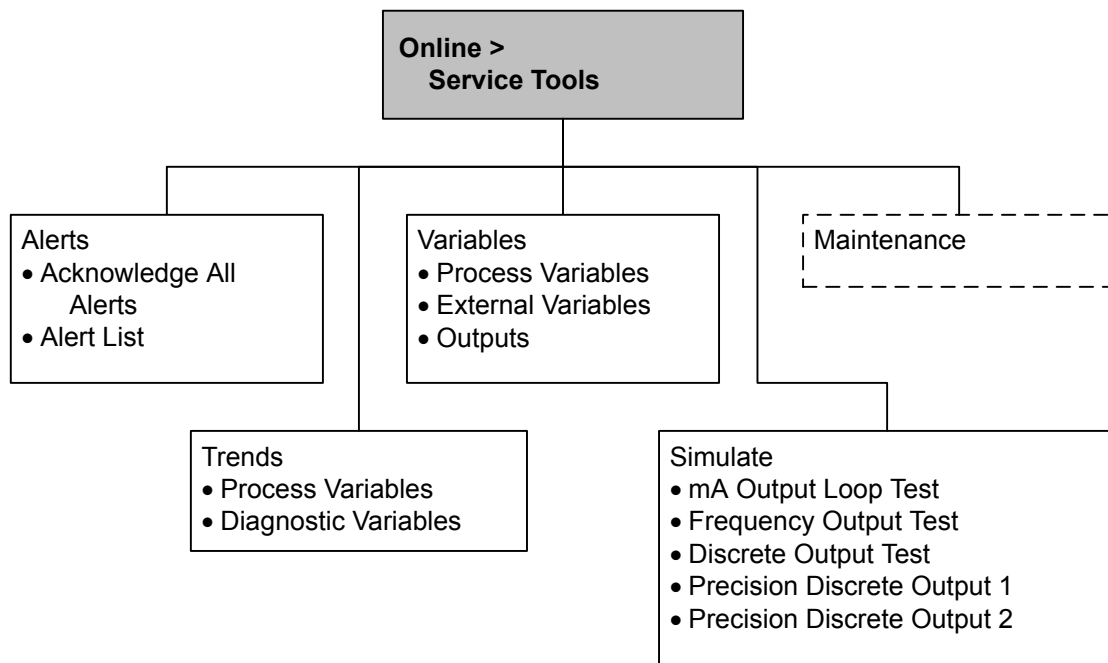 Online >
Service Tools
Alerts
• Acknowledge All
Alerts
• Alert List
Variables
• Process Variables
• External Variables
• Outputs
Maintenance
Trends
• Process Variables
• Diagnostic Variables
Simulate
• mA Output Loop Test
• Frequency Output Test
• Discrete Output Test
• Precision Discrete Output 1
• Precision Discrete Output 2